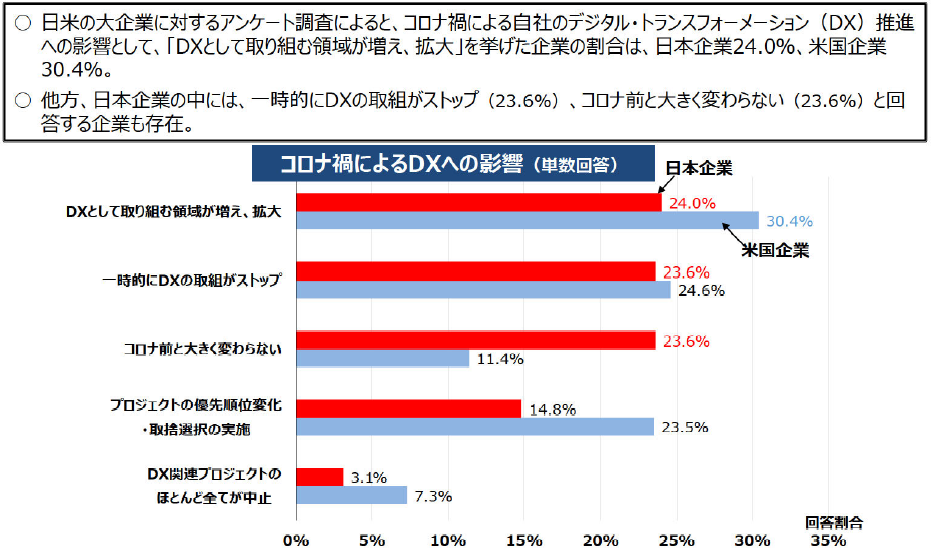 ○ 日米の大企業に対するアンケート調査によると、コロナ禍による自社のデジタル・トランスフォーメーション（DX）推進
への影響として、「DXとして取り組む領域が増え、拡大」を挙げた企業の割合は、日本企業24.0%、米国企業
30.4%。
○ 他方、日本企業の中には、一時的にDXの取組がストップ（23.6%）、コロナ前と大きく変わらない（23.6%）と回
答する企業も存在。
コロナ禍によるDXへの影響（単数回答）
日本企業
DXとして取り組む領域が増え、拡大
24.0%
30.4%
米国企業
一時的にDXの取組がストップ
23.6%
24.6%
コロナ前と大きく変わらない
23.6%
11.4%
プロジェクトの優先順位変化
・取捨選択の実施
14.8%
23.5%
DX関連プロジェクトの
ほとんど全てが中止
3.1%
7.3%
回答割合
0% 5% 10% 15% 20% 25% 30% 35%